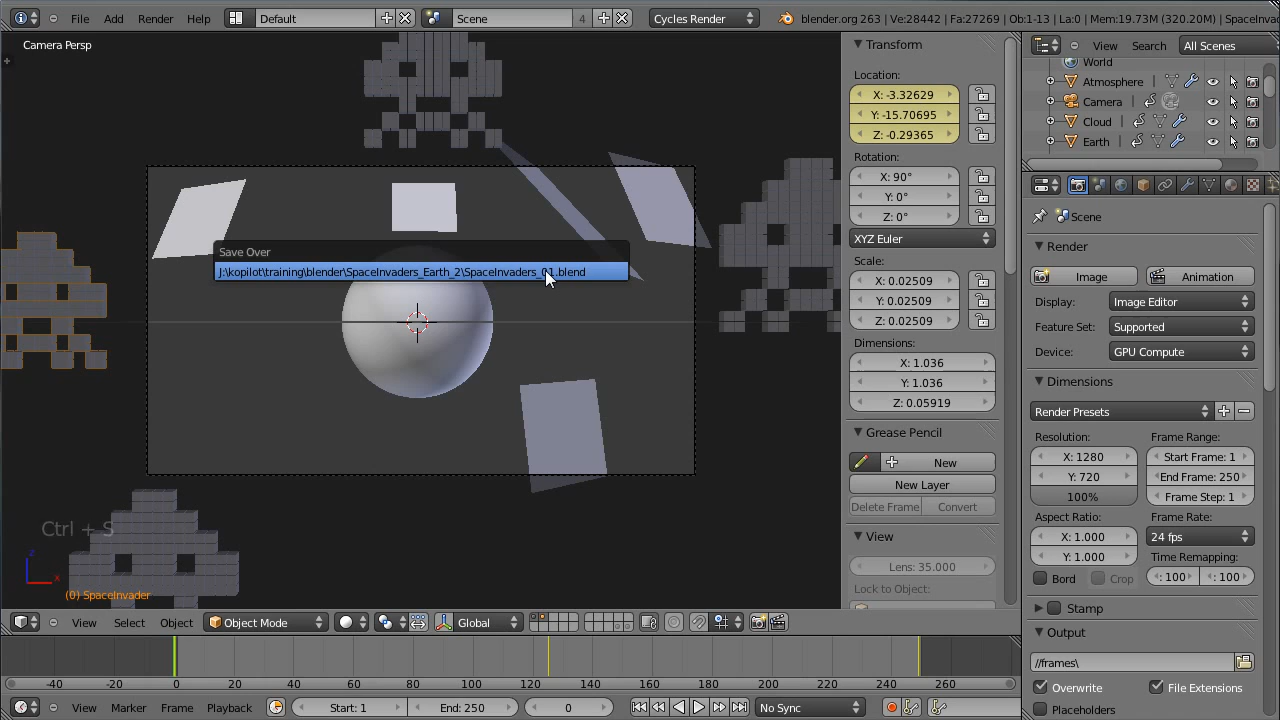 File Add Render Help Default Scene 4 Cycles Render blender.org 263 | Ve:28442 | Fa:27269 | Ob:1-13 | La:0 | Mem:19.73M (320.20M) | SpaceInva
Camera Persp
Save Over
J:\kopilot\training\blender\SpaceInvaders_Earth_2\SpaceInvaders_01.blend
Ctrl + S
z
x
(0) SpaceInvader
Transform
Location:
X: -3.32629
Y: -15.70695
Z: -0.29365
Rotation:
X: 90°
Y: 0°
Z: 0°
XYZ Euler
Scale:
X: 0.02509
Y: 0.02509
Z: 0.02509
Dimensions:
X: 1.036
Y: 1.036
Z: 0.05919
Grease Pencil
New
New Layer
Delete Frame Convert
View
Lens: 35.000
Lock to Object:
View Search All Scenes
World
Atmosphere
Camera
Cloud
Earth
Scene
Render
Image Animation
Display: Image Editor
Feature Set: Supported
Device: GPU Compute
Dimensions
Render Presets
Resolution: Frame Range:
X: 1280 Start Frame: 1
Y: 720 End Frame: 250
100% Frame Step: 1
Aspect Ratio: Frame Rate:
X: 1.000 24 fps
Y: 1.000 Time Remapping:
Bord Crop : 100 : 100
Stamp
Output
//frames\
Overwrite File Extensions
Placeholders
View Select Object Object Mode Global
-40 -20 0 20 40 60 80 100 120 140 160 180 200 220 240 260
View Marker Frame Playback Start: 1 End: 250 0 No Sync